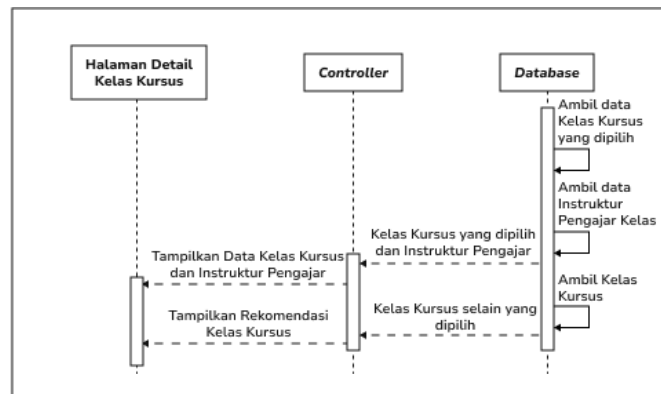 Halaman Detail
Kelas Kursus
Controller
Database
Ambil data
Kelas Kursus
yang dipilih
Ambil data
Instruktur
Pengajar Kelas
Kelas Kursus yang dipilih
dan Instruktur Pengajar
Tampilkan Data Kelas Kursus
dan Instruktur Pengajar
Ambil Kelas
Kursus
Kelas Kursus selain yang
dipilih
Tampilkan Rekomendasi
Kelas Kursus